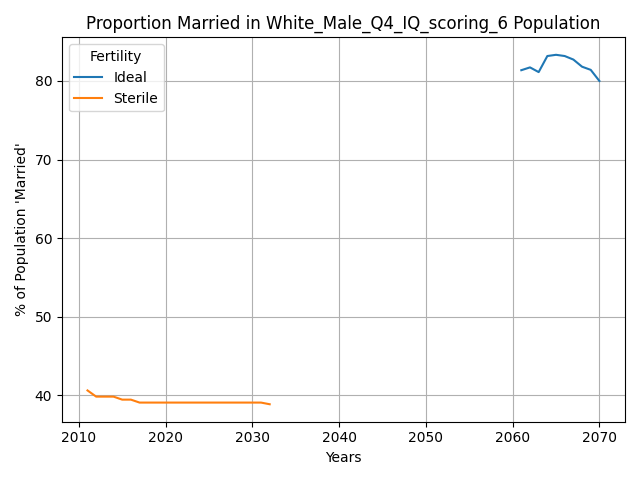 Proportion Married in White_Male_Q4_IQ_scoring_6 Population
Fertility
Ideal
Sterile
% of Population 'Married'
80
70
60
50
40
2010 2020 2030 2040 2050 2060 2070
Years